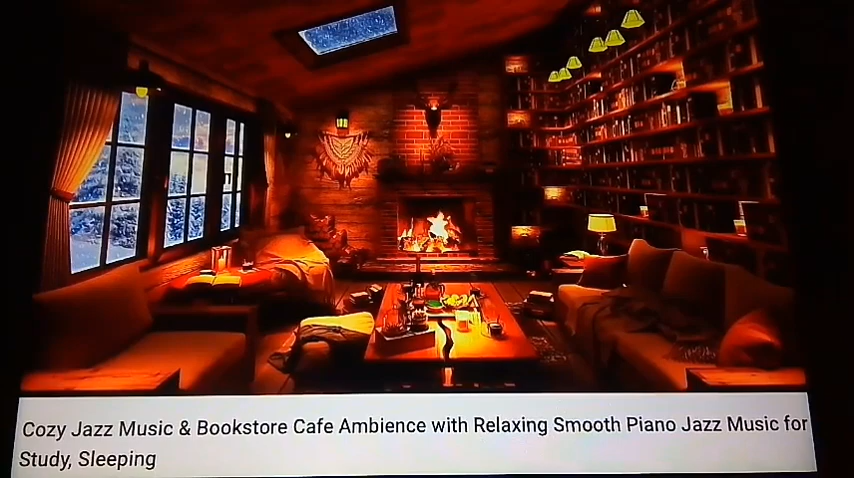 Cozy Jazz Music & Bookstore Cafe Ambience with Relaxing Smooth Piano Jazz Music for
Study, Sleeping